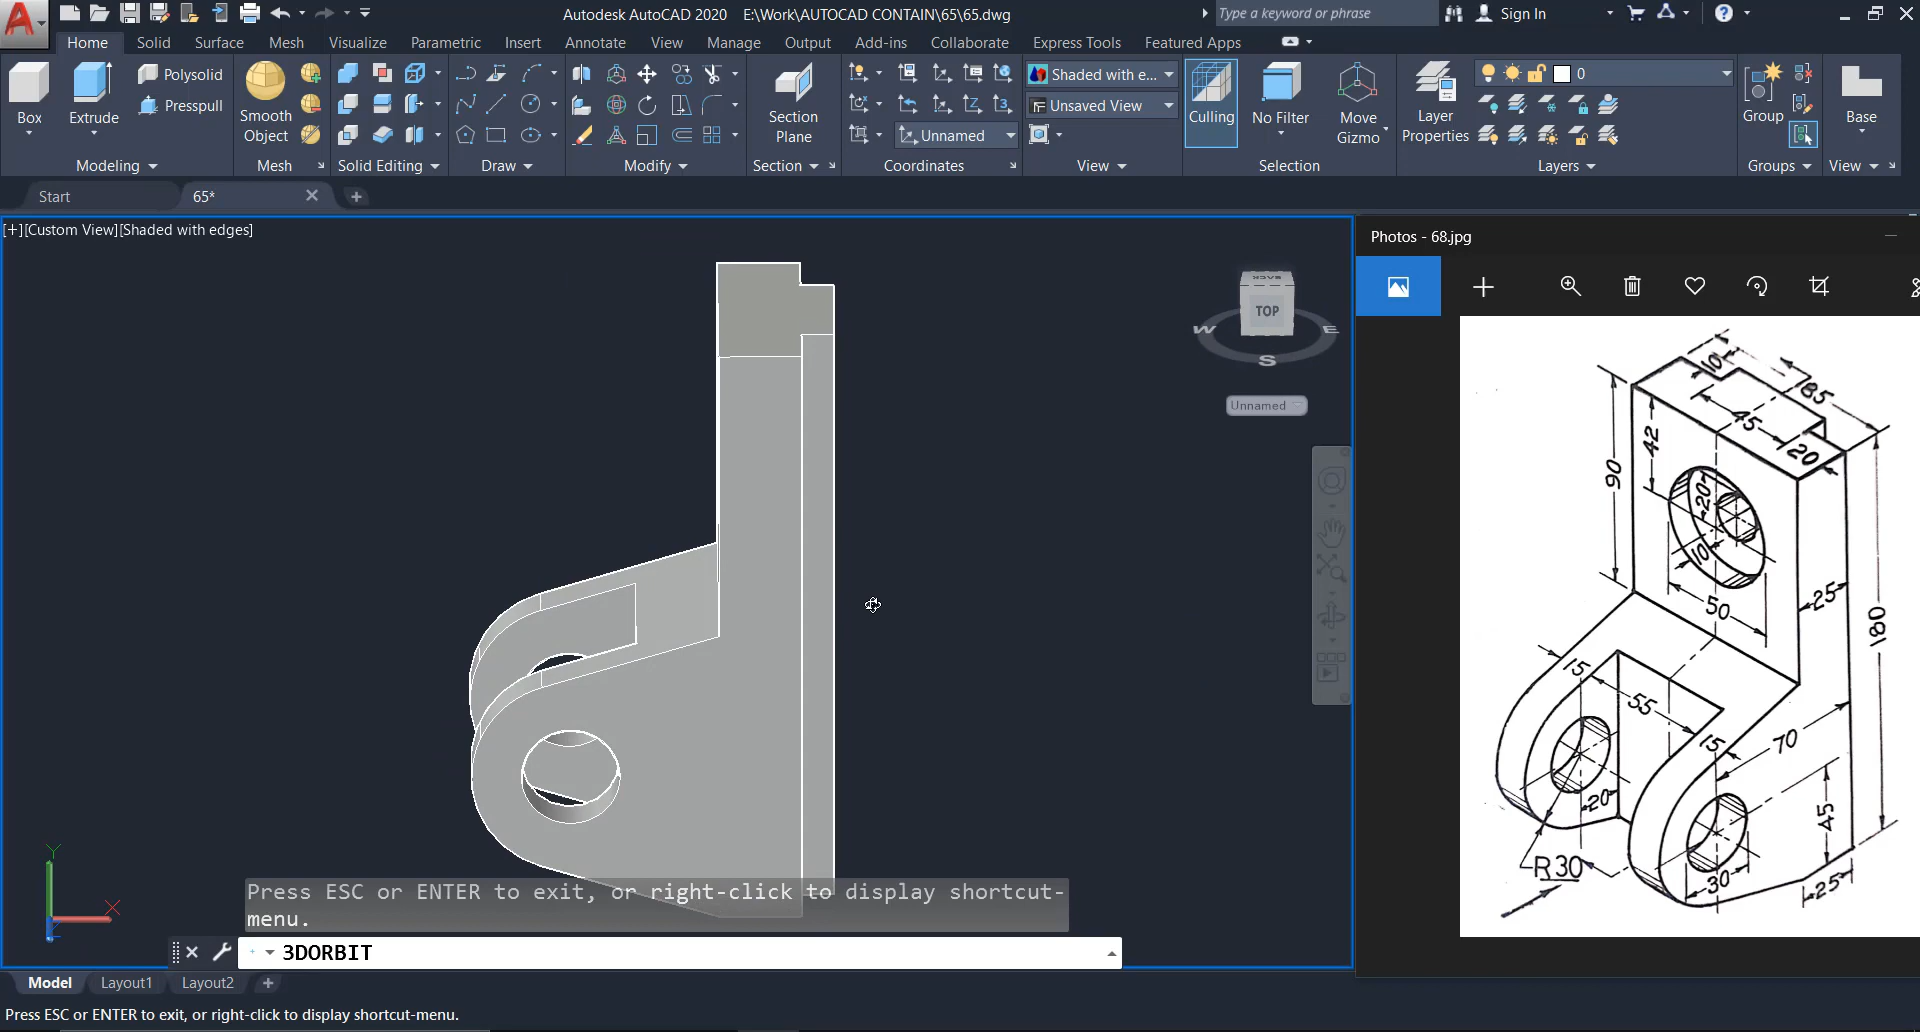 Autodesk AutoCAD 2020 E:\Work\AUTOCAD CONTAIN\65\65.dwg
Type a keyword or phrase
Sign In
Home Solid Surface Mesh Visualize Parametric Insert Annotate View Manage Output Add-ins Collaborate Express Tools Featured Apps
Box
Extrude
Polysolid
Presspull
Smooth
Object
Section
Plane
Shaded with e...
Unsaved View
Unnamed
Culling
No Filter
Move
Gizmo
Layer
Properties
0
Group
Base
Modeling Mesh Solid Editing Draw Modify Section Coordinates View Selection Layers Groups View
Start 65*
[+][Custom View][Shaded with edges]
BACK
TOP
W E
S
Unnamed
Y
X
Photos - 68.jpg
10
85
45
42
20
90
20
10
50
25
180
15
55
15
70
20
45
R30
30
25
Press ESC or ENTER to exit, or right-click to display shortcut-
menu.
3DORBIT
Model Layout1 Layout2
Press ESC or ENTER to exit, or right-click to display shortcut-menu.